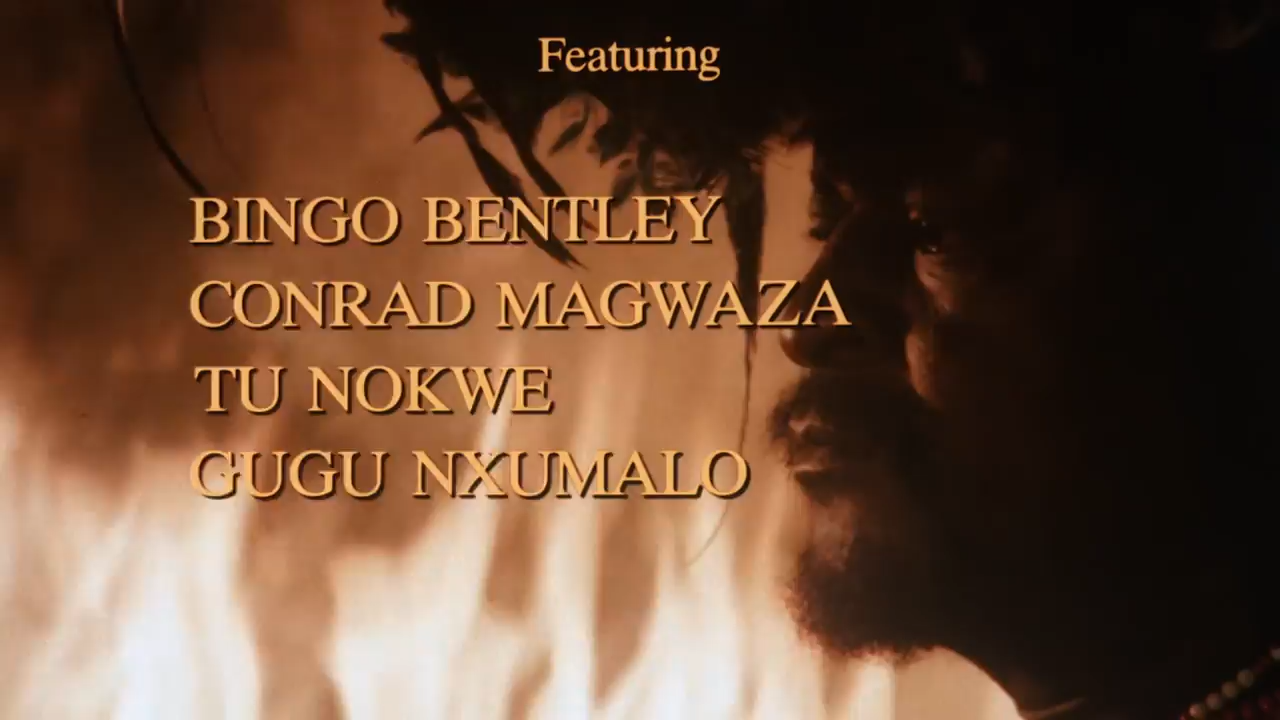 Featuring
BINGO BENTLEY
CONRAD MAGWAZA
TU NOKWE
GUGU NXUMALO